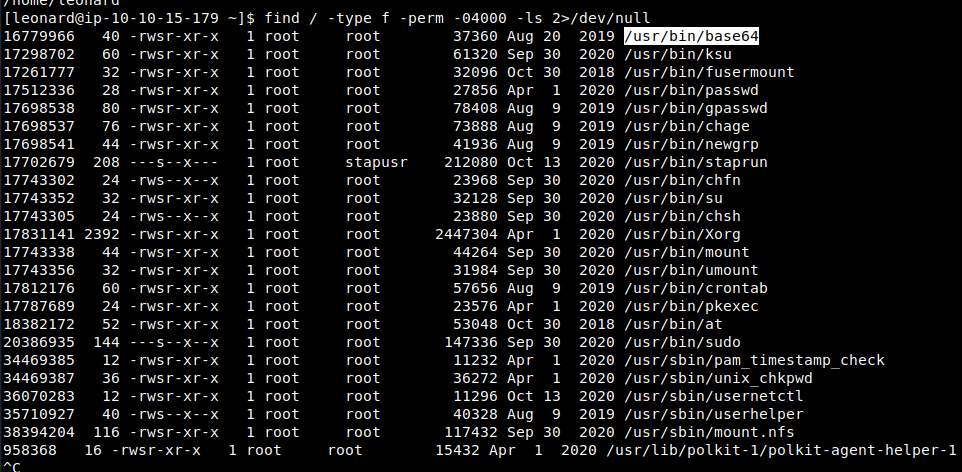 /home/leonard
[leonard@ip-10-10-15-179 ~]$ find / -type f -perm -04000 -ls 2>/dev/null
16779966   40 -rwsr-xr-x   1 root     root        37360 Aug 20  2019 /usr/bin/base64
17298702   60 -rwsr-xr-x   1 root     root        61320 Sep 30  2020 /usr/bin/ksu
17261777   32 -rwsr-xr-x   1 root     root        32096 Oct 30  2018 /usr/bin/fusermount
17512336   28 -rwsr-xr-x   1 root     root        27856 Apr  1  2020 /usr/bin/passwd
17698538   80 -rwsr-xr-x   1 root     root        78408 Aug  9  2019 /usr/bin/gpasswd
17698537   76 -rwsr-xr-x   1 root     root        73888 Aug  9  2019 /usr/bin/chage
17698541   44 -rwsr-xr-x   1 root     root        41936 Aug  9  2019 /usr/bin/newgrp
17702679  208 ---s--x---   1 root     stapusr    212080 Oct 13  2020 /usr/bin/staprun
17743302   24 -rws--x--x   1 root     root        23968 Sep 30  2020 /usr/bin/chfn
17743352   32 -rwsr-xr-x   1 root     root        32128 Sep 30  2020 /usr/bin/su
17743305   24 -rws--x--x   1 root     root        23880 Sep 30  2020 /usr/bin/chsh
17831141 2392 -rwsr-xr-x   1 root     root      2447304 Apr  1  2020 /usr/bin/Xorg
17743338   44 -rwsr-xr-x   1 root     root        44264 Sep 30  2020 /usr/bin/mount
17743356   32 -rwsr-xr-x   1 root     root        31984 Sep 30  2020 /usr/bin/umount
17812176   60 -rwsr-xr-x   1 root     root        57656 Aug  9  2019 /usr/bin/crontab
17787689   24 -rwsr-xr-x   1 root     root        23576 Apr  1  2020 /usr/bin/pkexec
18382172   52 -rwsr-xr-x   1 root     root        53048 Oct 30  2018 /usr/bin/at
20386935  144 ---s--x--x   1 root     root       147336 Sep 30  2020 /usr/bin/sudo
34469385   12 -rwsr-xr-x   1 root     root        11232 Apr  1  2020 /usr/sbin/pam_timestamp_check
34469387   36 -rwsr-xr-x   1 root     root        36272 Apr  1  2020 /usr/sbin/unix_chkpwd
36070283   12 -rwsr-xr-x   1 root     root        11296 Oct 13  2020 /usr/sbin/usernetctl
35710927   40 -rws--x--x   1 root     root        40328 Aug  9  2019 /usr/sbin/userhelper
38394204  116 -rwsr-xr-x   1 root     root       117432 Sep 30  2020 /usr/sbin/mount.nfs
958368   16 -rwsr-xr-x   1 root     root        15432 Apr  1  2020 /usr/lib/polkit-1/polkit-agent-helper-1
^C